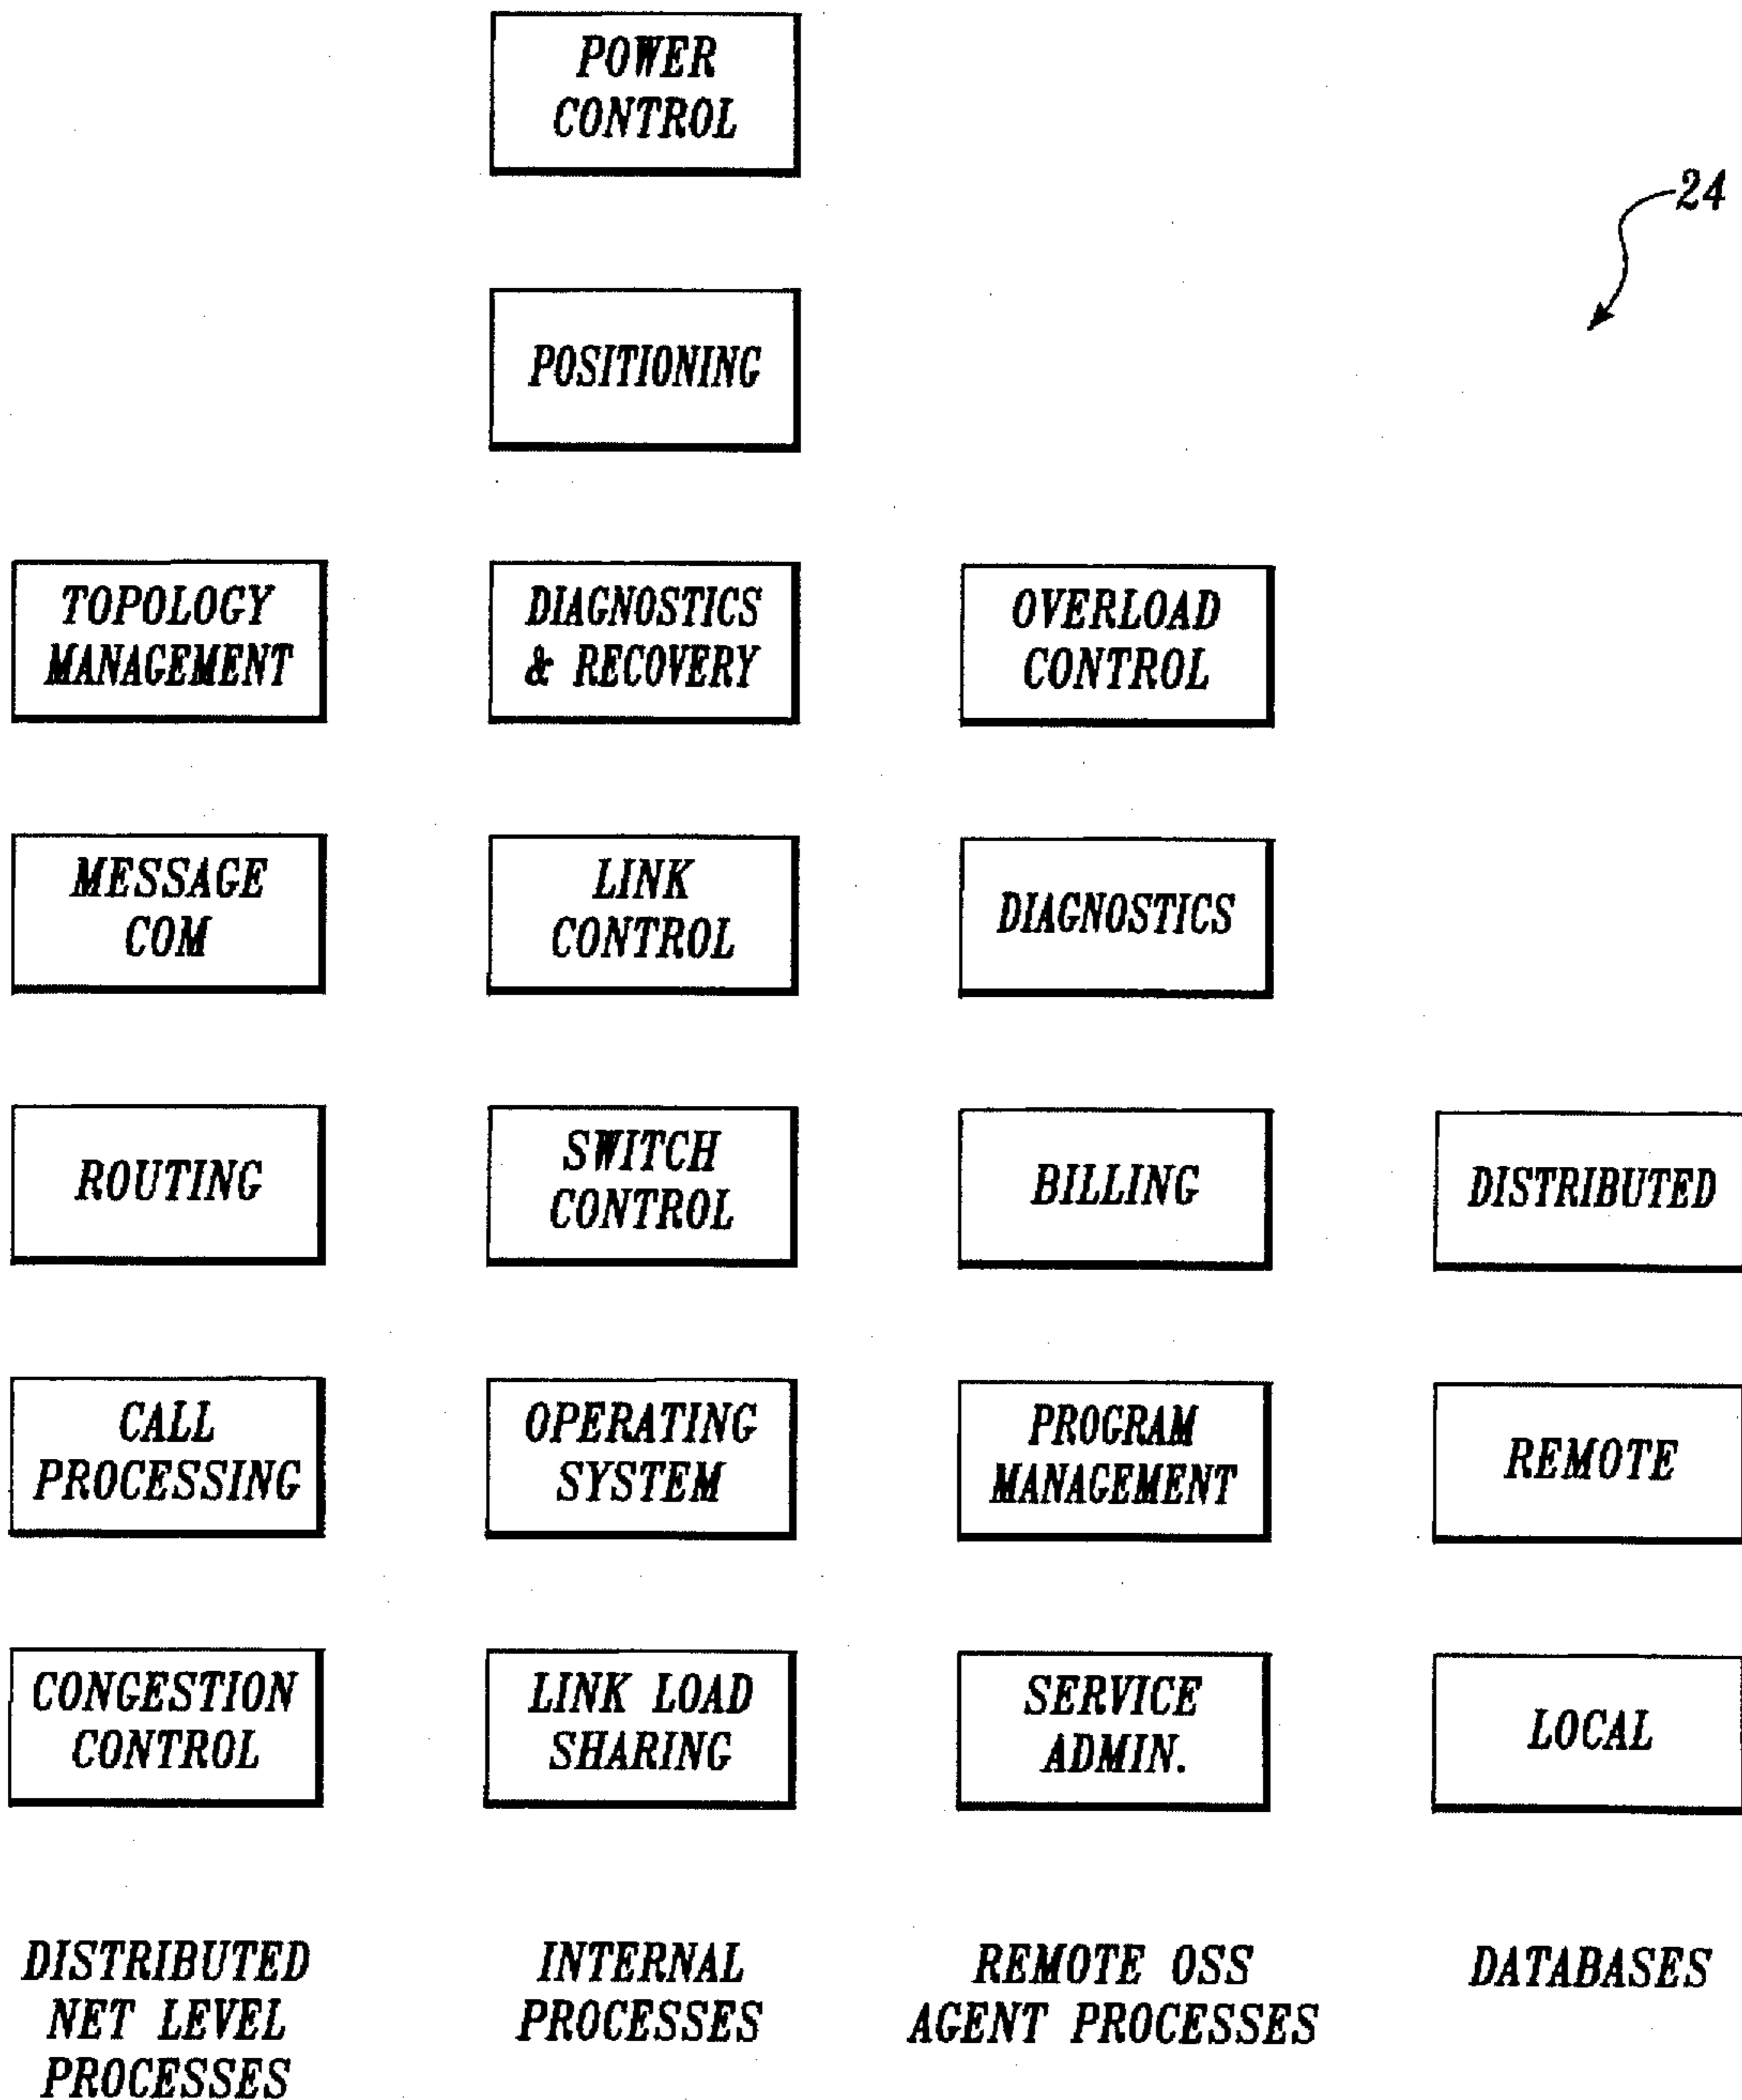 POWER
CONTROL
24
POSITIONING
TOPOLOGY
MANAGEMENT
DIAGNOSTICS
& RECOVERY
OVERLOAD
CONTROL
MESSAGE
COM
LINK
CONTROL
DIAGNOSTICS
ROUTING
SWITCH
CONTROL
BILLING
DISTRIBUTED
CALL
PROCESSING
OPERATING
SYSTEM
PROGRAM
MANAGEMENT
REMOTE
CONGESTION
CONTROL
LINK LOAD
SHARING
SERVICE
ADMIN.
LOCAL
DISTRIBUTED
NET LEVEL
PROCESSES
INTERNAL
PROCESSES
REMOTE OSS
AGENT PROCESSES
DATABASES